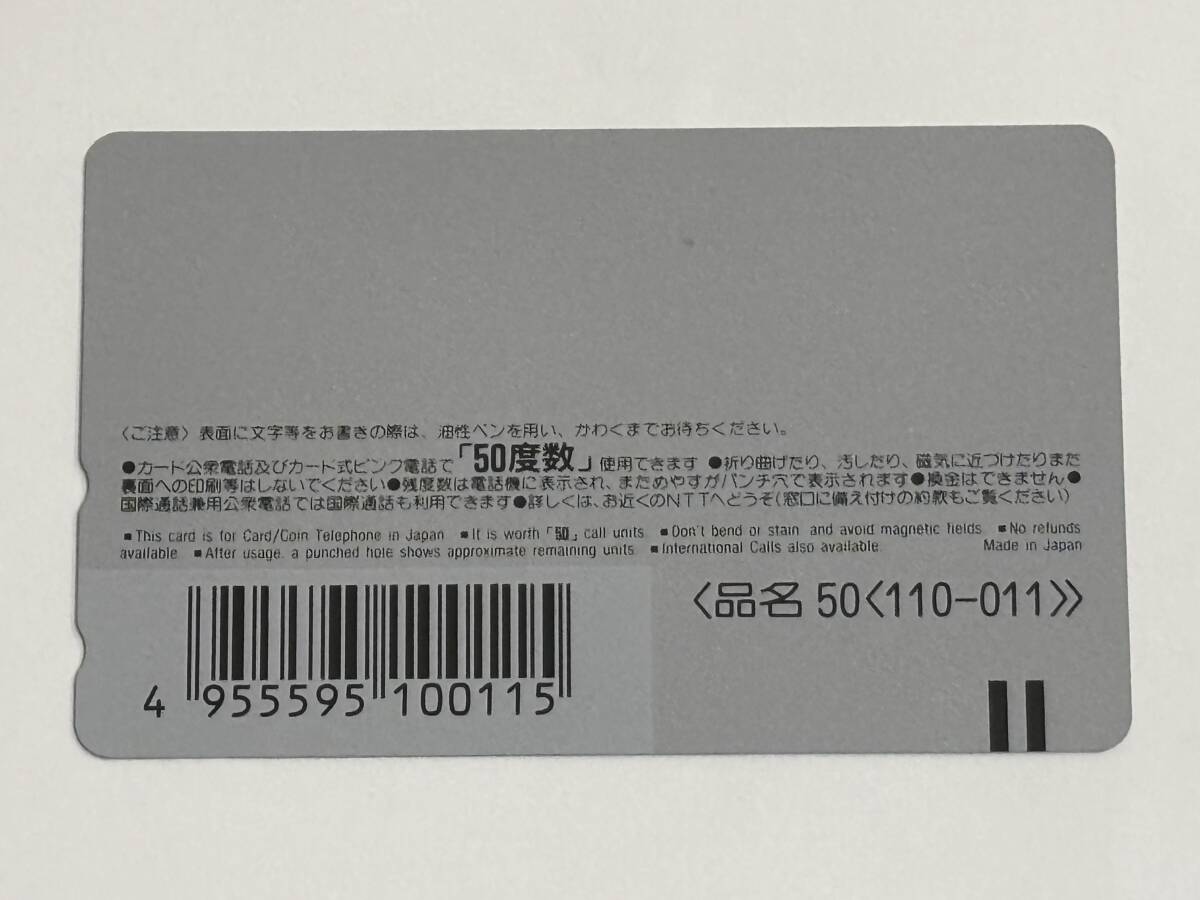 〈ご注意〉表面に文字等をお書きの際は、油性ペンを用い、かわくまでお待ちください。
●カード公衆電話及びカード式ピンク電話で「50度数」使用できます ●折り曲げたり、汚したり、磁気に近づけたりまた
裏面への印刷等はしないでください●残度数は電話機に表示され、まためやすがパンチ穴で表示されます●換金はできません●
国際通話兼用公衆電話では国際通話も利用できます●詳しくは、お近くのNTTへどうぞ(窓口に備え付けの約款もご覧ください)
■This card is for Card/Coin Telephone in Japan ■It is worth「50」call units ■Don't bend or stain and avoid magnetic fields. ■No refunds
available. ■After usage, a punched hole shows approximate remaining units ■International Calls also available. Made in Japan
〈品名 50〈110-011〉〉
4 955595 100115